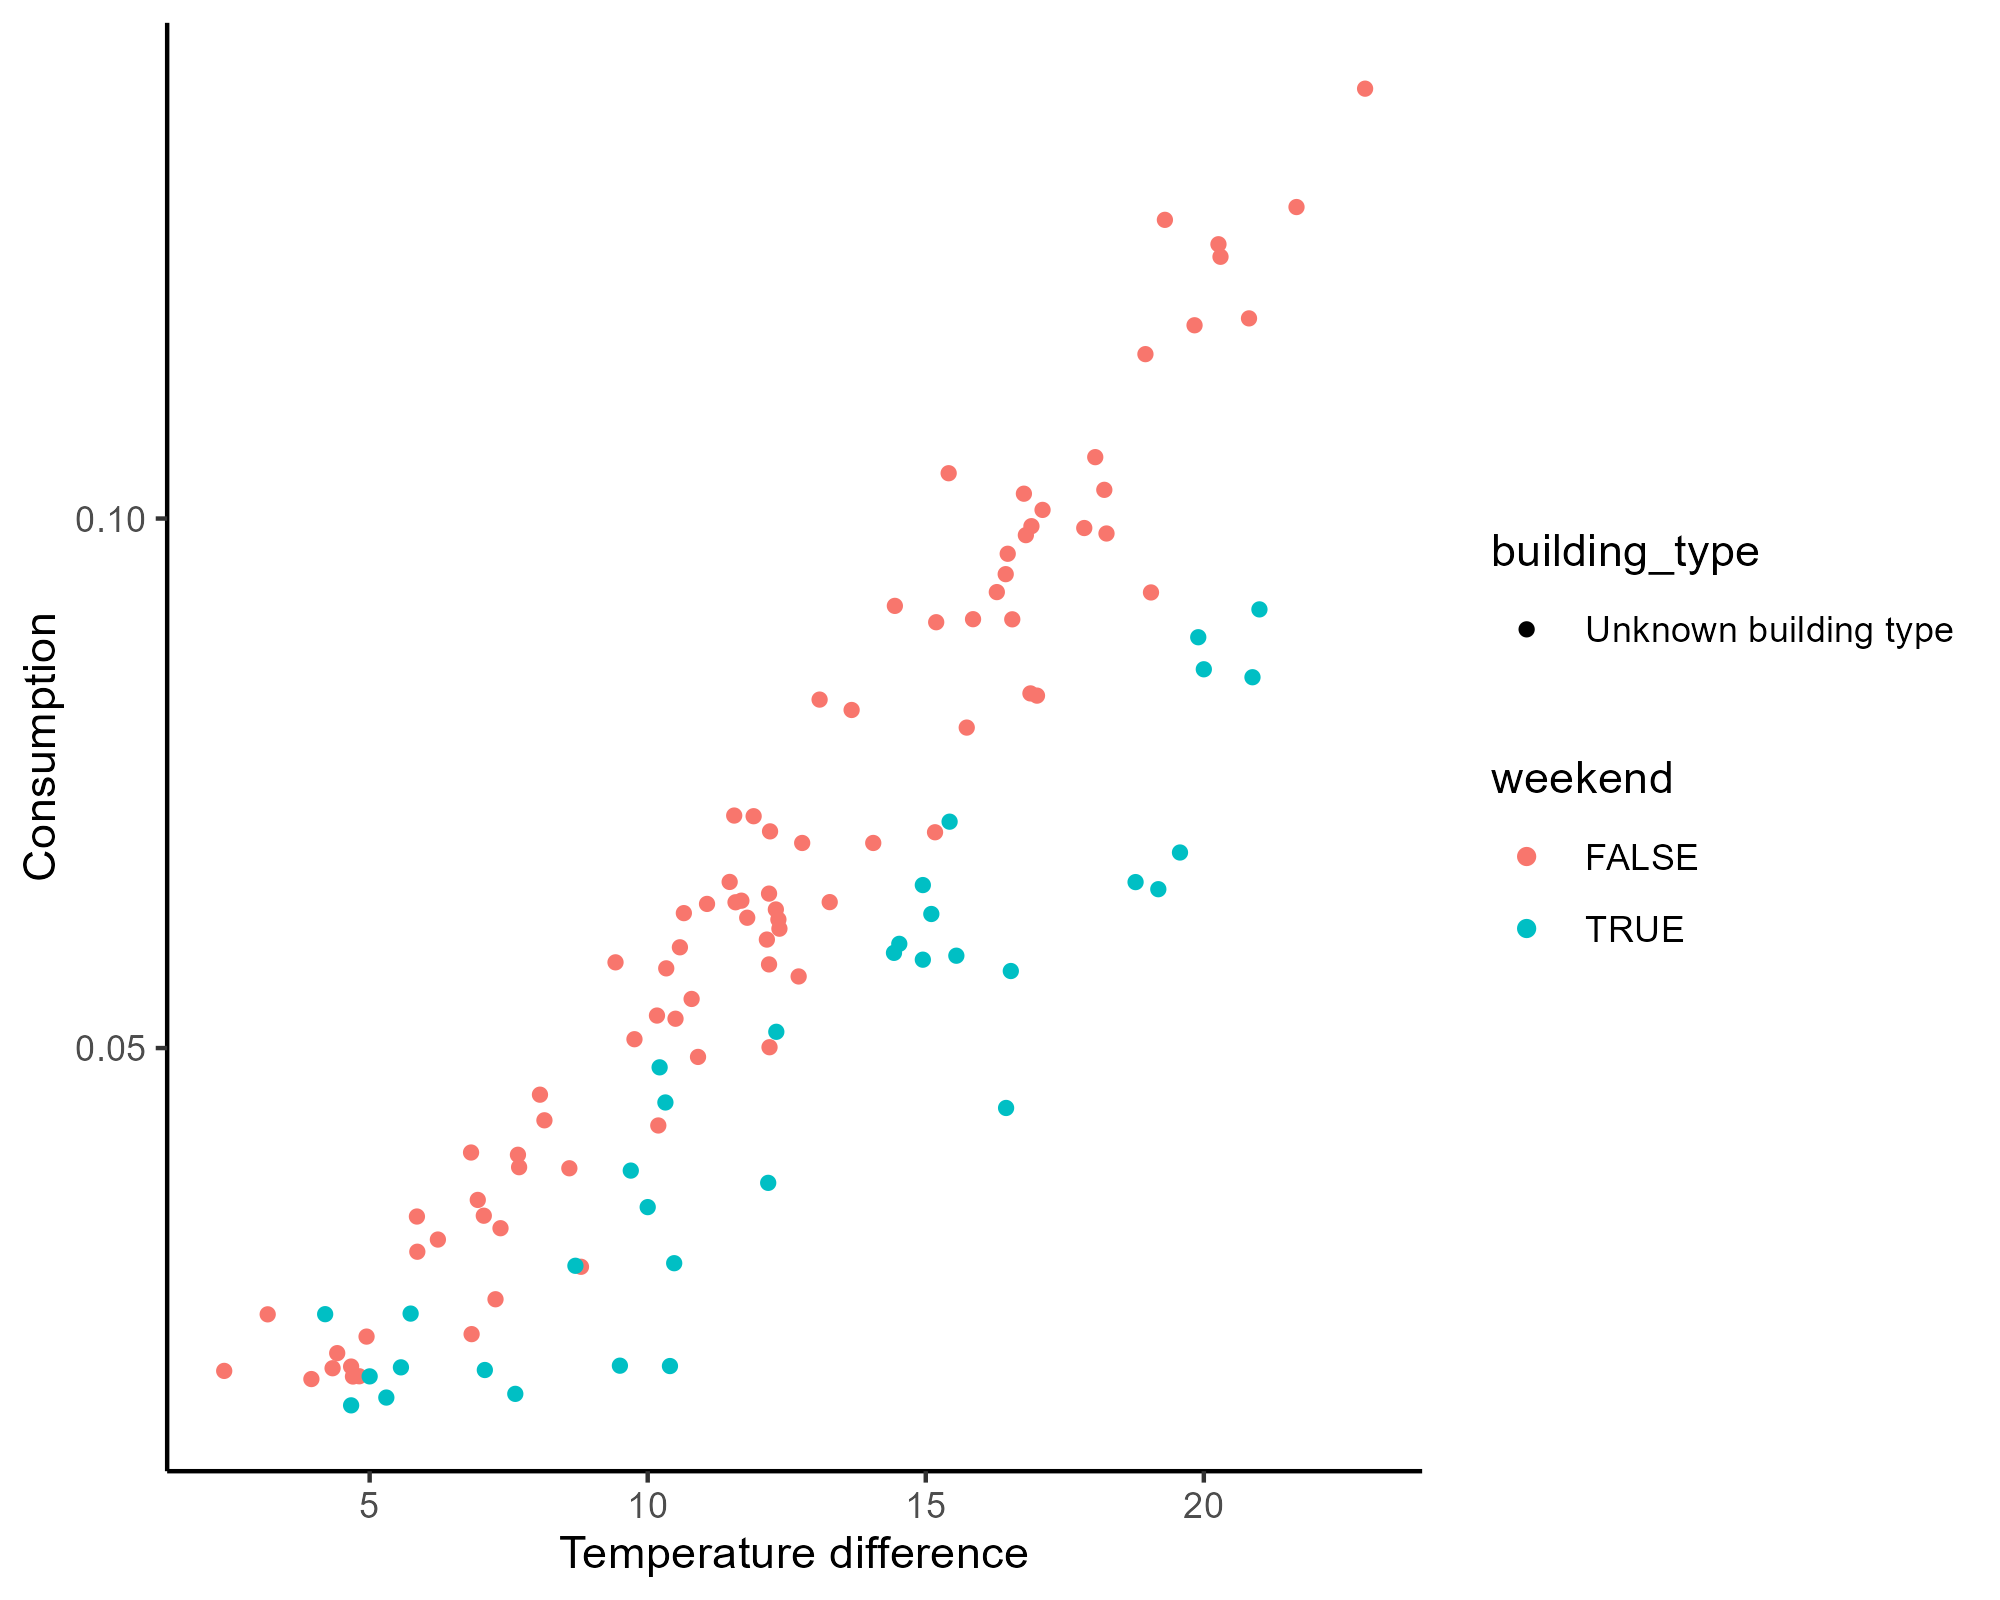 Consumption
0.10
0.05
5
10
15
20
Temperature difference
building_type
Unknown building type
weekend
FALSE
TRUE